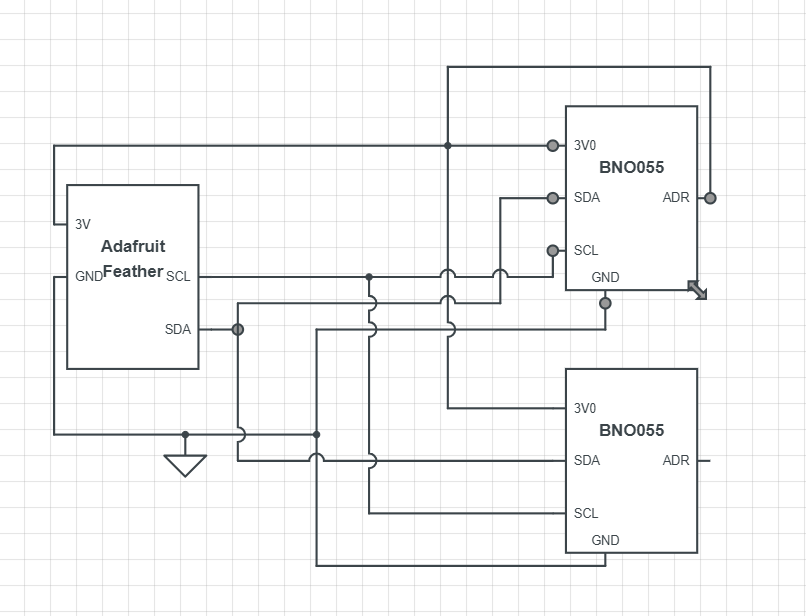 3V0
BNO055
SDA
ADR
SCL
GND
3V
Adafruit
GND Feather SCL
SDA
3V0
BNO055
SDA
ADR
SCL
GND